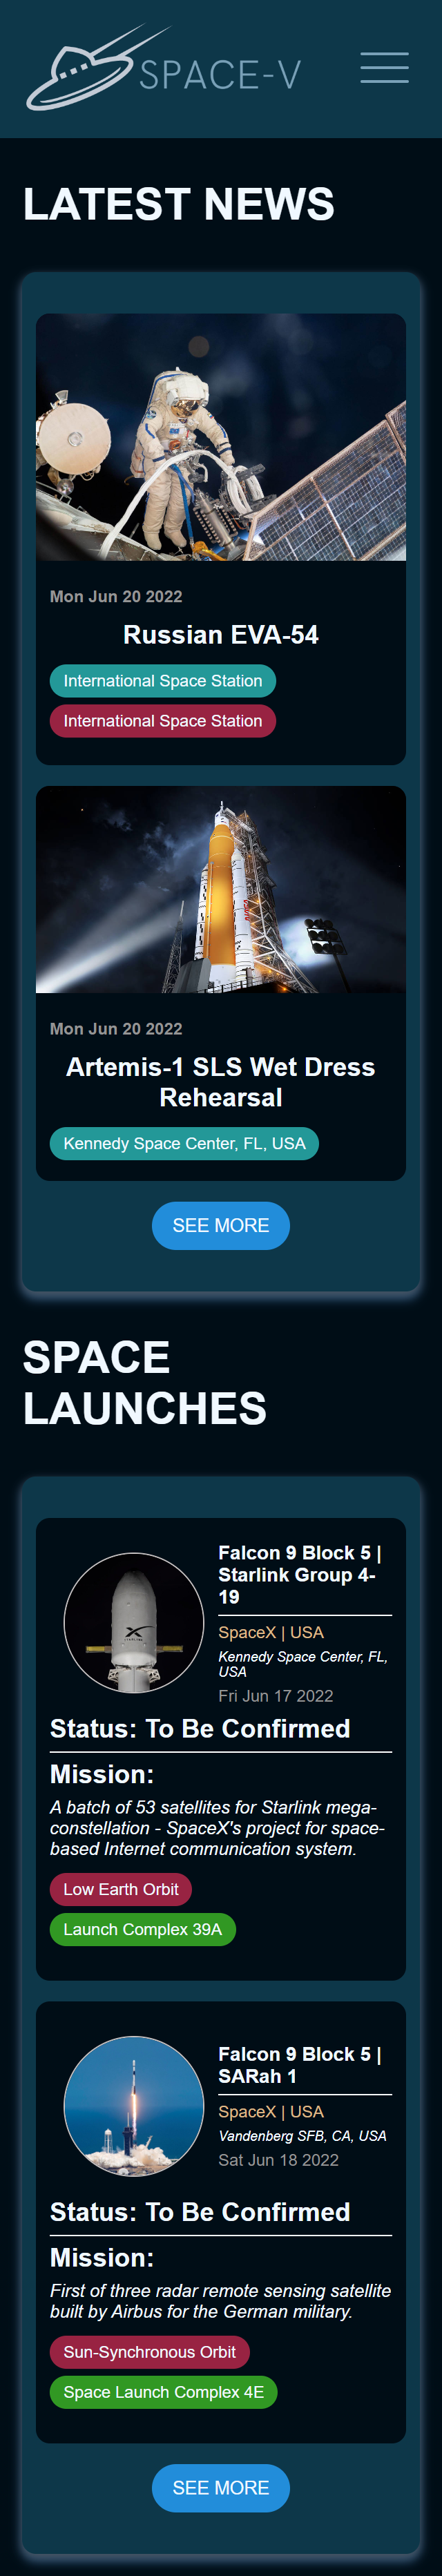 SPACE-V
LATEST NEWS
Mon Jun 20 2022
Russian EVA-54
International Space Station
International Space Station
Mon Jun 20 2022
Artemis-1 SLS Wet Dress
Rehearsal
Kennedy Space Center, FL, USA
SEE MORE
SPACE
LAUNCHES
Falcon 9 Block 5 |
Starlink Group 4-
19
SpaceX | USA
Kennedy Space Center, FL,
USA
Fri Jun 17 2022
Status: To Be Confirmed
Mission:
A batch of 53 satellites for Starlink mega-
constellation - SpaceX's project for space-
based Internet communication system.
Low Earth Orbit
Launch Complex 39A
Falcon 9 Block 5 |
SARah 1
SpaceX | USA
Vandenberg SFB, CA, USA
Sat Jun 18 2022
Status: To Be Confirmed
Mission:
First of three radar remote sensing satellite
built by Airbus for the German military.
Sun-Synchronous Orbit
Space Launch Complex 4E
SEE MORE